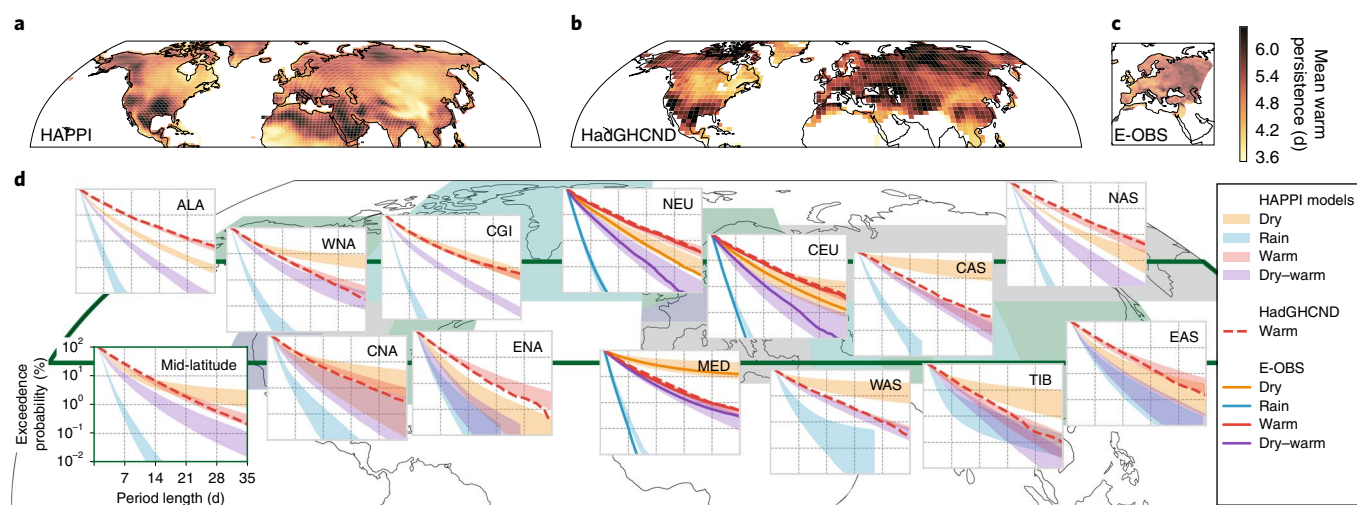 a
b
c
HAPPI
HadGHCND
E-OBS
6.0
5.4
4.8
4.2
3.6
Mean warm
persistence (d)
d
ALA
WNA
CGI
NEU
CEU
CAS
NAS
CNA
ENA
MED
WAS
TIB
EAS
Mid-latitude
Exceedence
probability (%)
10²
10¹
10⁰
10⁻¹
10⁻²
7 14 21 28 35
Period length (d)
HAPPI models
Dry
Rain
Warm
Dry–warm
HadGHCND
Warm
E-OBS
Dry
Rain
Warm
Dry–warm